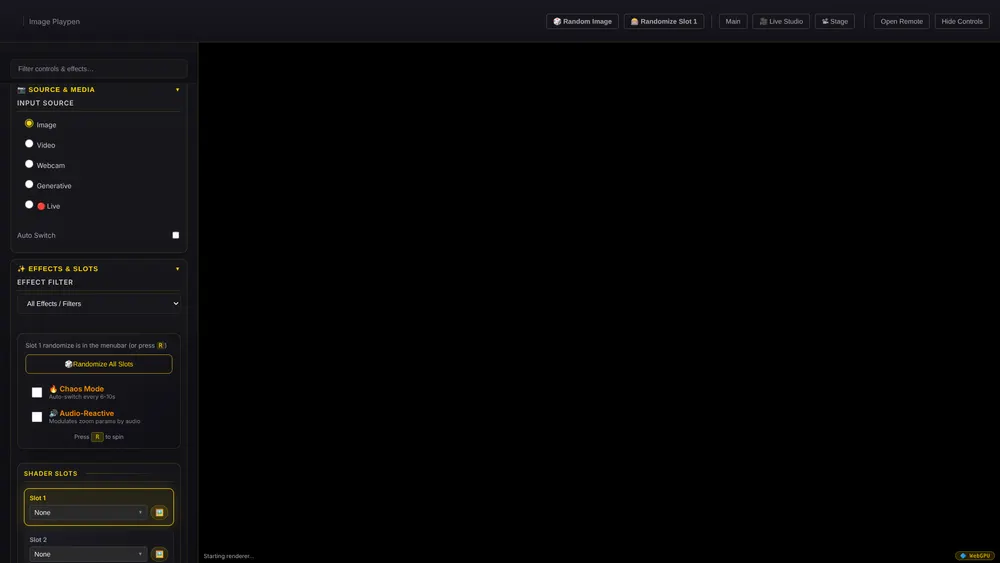 Image Playpen
🎲 Random Image
🎰 Randomize Slot 1
Main
🎥 Live Studio
📽 Stage
Open Remote
Hide Controls
Filter controls & effects...
📷 SOURCE & MEDIA ▼
INPUT SOURCE
Image
Video
Webcam
Generative
🔴 Live
Auto Switch
✨ EFFECTS & SLOTS ▼
EFFECT FILTER
All Effects / Filters
Slot 1 randomize is in the menubar (or press R)
🎲Randomize All Slots
🔥 Chaos Mode
Auto-switch every 6-10s
🔊 Audio-Reactive
Modulates zoom params by audio
Press R to spin
SHADER SLOTS
Slot 1
None
Slot 2
None
Starting renderer...
🔷 WebGPU